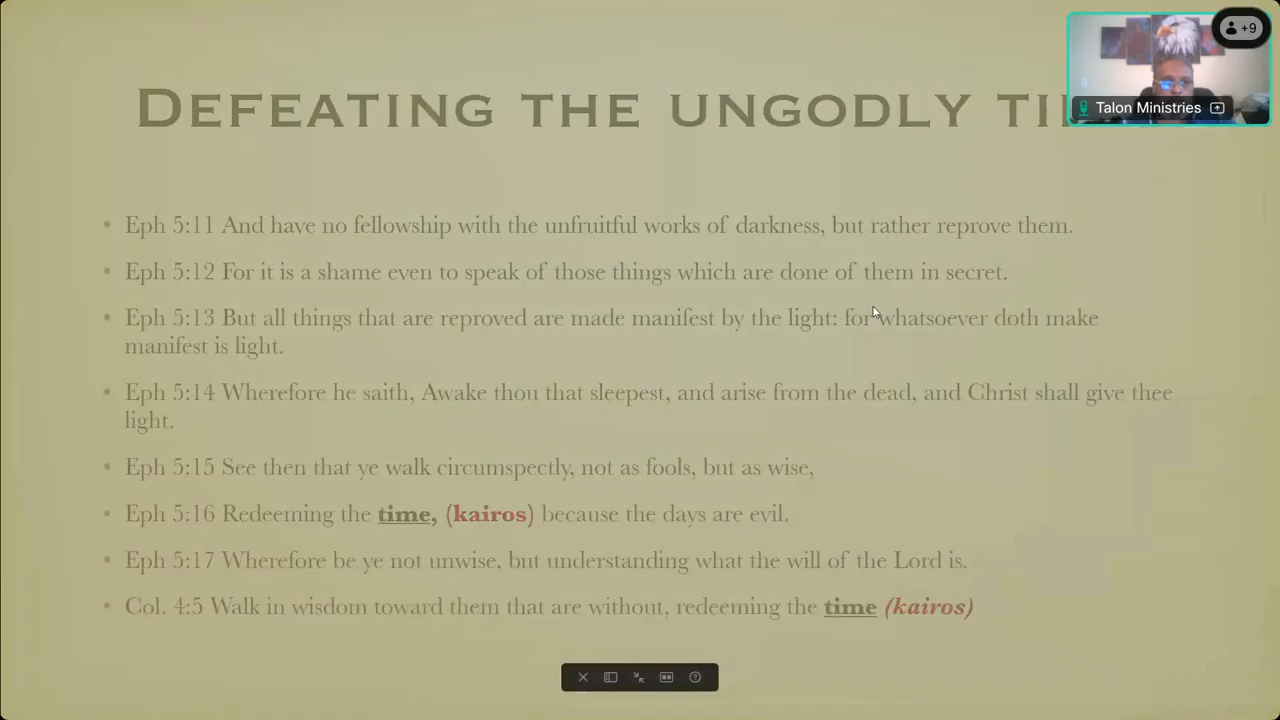 +9
Talon Ministries
DEFEATING THE UNGODLY
• Eph 5:11 And have no fellowship with the unfruitful works of darkness, but rather reprove them.
• Eph 5:12 For it is a shame even to speak of those things which are done of them in secret.
• Eph 5:13 But all things that are reproved are made manifest by the light: for whatsoever doth make
manifest is light.
• Eph 5:14 Wherefore he saith, Awake thou that sleepest, and arise from the dead, and Christ shall give thee
light.
• Eph 5:15 See then that ye walk circumspectly, not as fools, but as wise,
• Eph 5:16 Redeeming the time, (kairos) because the days are evil.
• Eph 5:17 Wherefore be ye not unwise, but understanding what the will of the Lord is.
• Col. 4:5 Walk in wisdom toward them that are without, redeeming the time (kairos)